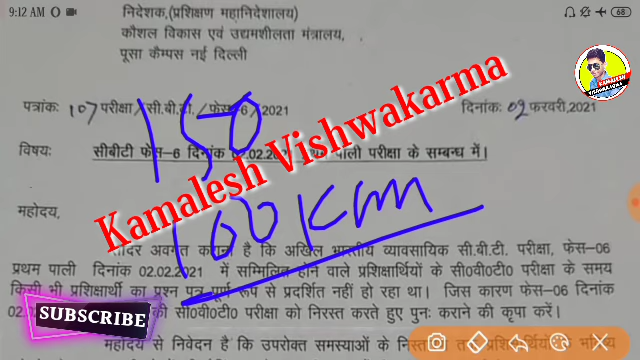 9:12 AM
68
निदेशक,(प्रशिक्षण महानिदेशालय)
कौशल विकास एवं उद्यमशीलता मंत्रालय,
पूसा कैम्पस नई दिल्ली
KAMALESH
पत्रांक: 107 परीक्षा/सी.बी.टी./फेस-6/2021 दिनांक: 02 फरवरी,2021
150
Kamalesh Vishwakarma
विषयः सीबीटी फेस-6 दिनांक 02.02.2021 पाली परीक्षा के सम्बन्ध में।
100 Km
महोदय,
सादर अवगत कराना है कि अखिल भारतीय व्यावसायिक सी.बी.टी. परीक्षा, फेस-06
प्रथम पाली दिनांक 02.02.2021 में सम्मिलित होने वाले प्रशिक्षार्थियों के सी0वी0टी0 परीक्षा के समय
किसी भी प्रशिक्षार्थी का प्रश्न पत्र पूर्ण रूप से प्रदर्शित नहीं हो रहा था। जिस कारण फेस-06 दिनांक
की सी0वी0टी0 परीक्षा को निरस्त करते हुए पुनः कराने की कृपा करें।
SUBSCRIBE
महोदय से निवेदन है कि उपरोक्त समस्याओं के